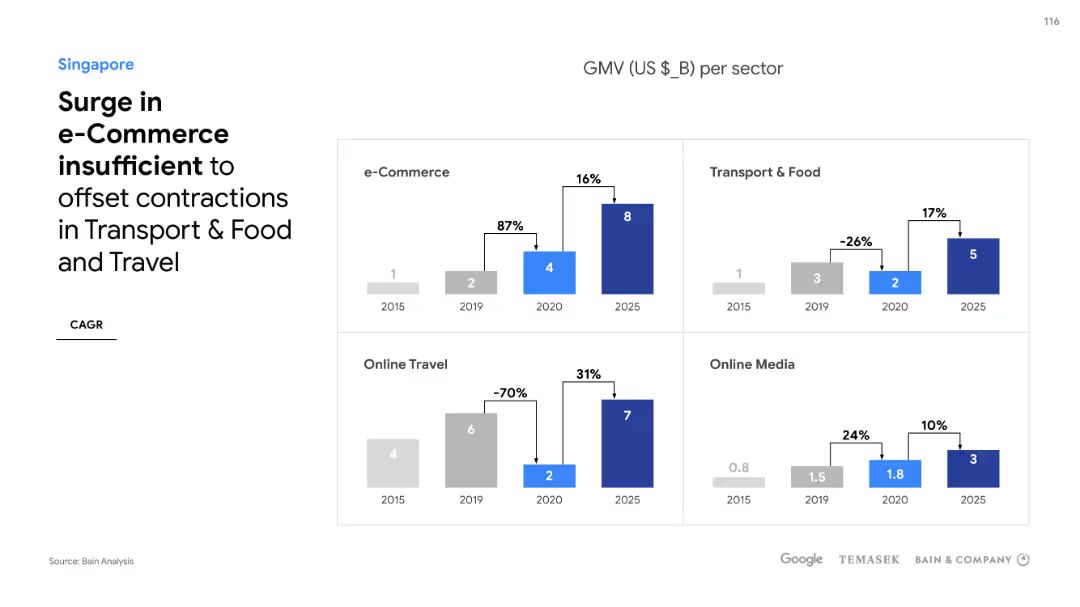 116
Singapore
Surge in
e-Commerce
insufficient to
offset contractions
in Transport & Food
and Travel
CAGR
GMV (US $_B) per sector
e-Commerce
16%
87%
8
4
2
1
2015 2019 2020 2025
Transport & Food
17%
-26%
5
3
2
1
2015 2019 2020 2025
Online Travel
31%
-70%
7
6
4
2
2015 2019 2020 2025
Online Media
10%
24%
3
1.8
1.5
0.8
2015 2019 2020 2025
Source: Bain Analysis
Google TEMASEK BAIN & COMPANY